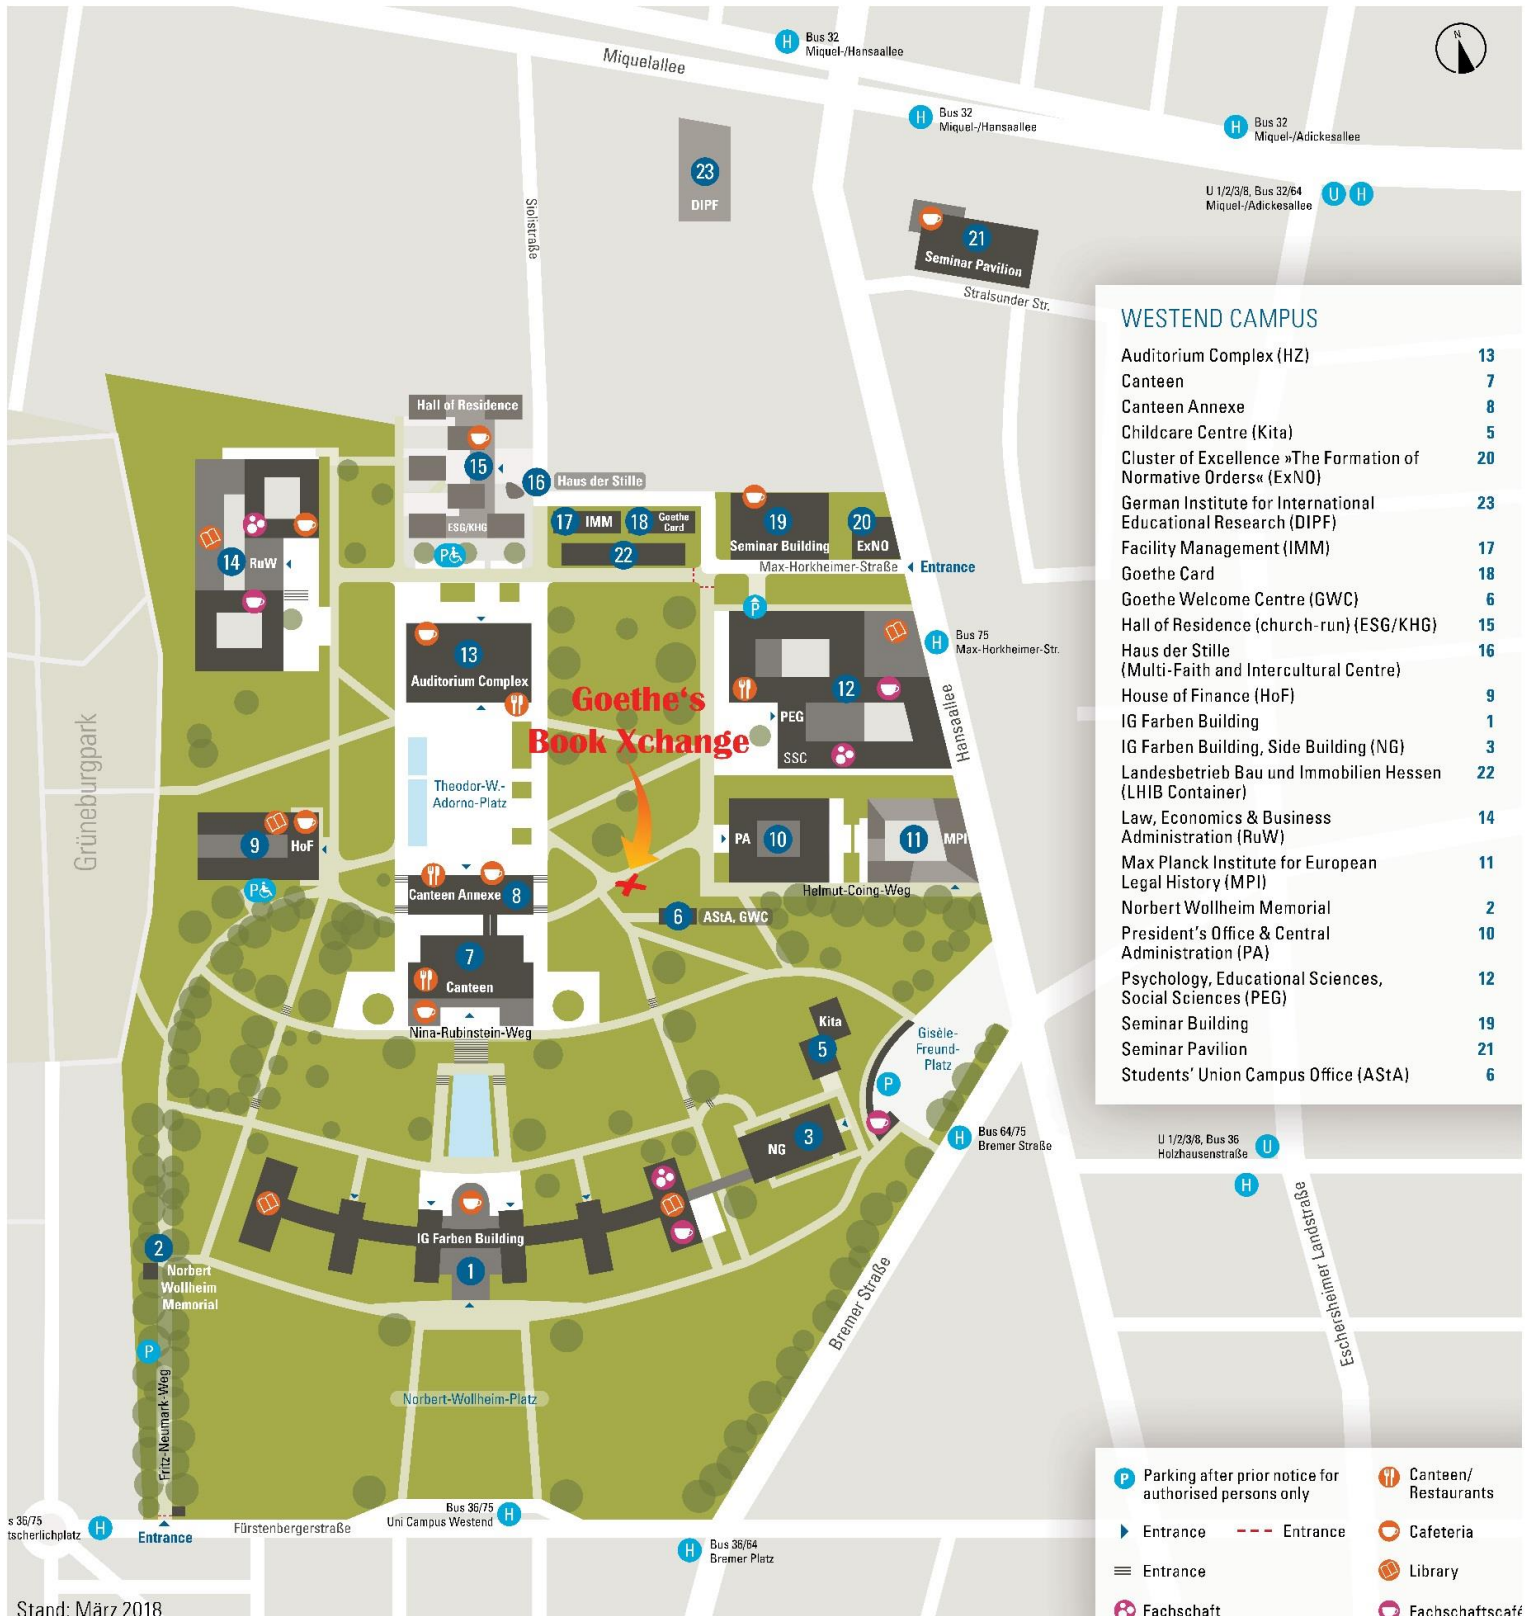 Bus 32
Miquel-/Hansaallee
Miquelallee
N
H
H
Bus 32
Miquel-/Hansaallee
H
Bus 32
Miquel-/Adickesallee
U 1/2/3/8, Bus 32/64
Miquel-/Adickesallee
U
H
23
DIPF
Siolistraße
21
Seminar Pavilion
Stralsunder Str.
WESTEND CAMPUS
Auditorium Complex (HZ) 13
Canteen 7
Canteen Annexe 8
Childcare Centre (Kita) 5
Cluster of Excellence »The Formation of 20
Normative Orders« (ExNO)
German Institute for International 23
Educational Research (DIPF)
Facility Management (IMM) 17
Goethe Card 18
Goethe Welcome Centre (GWC) 6
Hall of Residence (church-run) (ESG/KHG) 15
Haus der Stille 16
(Multi-Faith and Intercultural Centre)
House of Finance (HoF) 9
IG Farben Building 1
IG Farben Building, Side Building (NG) 3
Landesbetrieb Bau und Immobilien Hessen 22
(LHIB Container)
Law, Economics & Business 14
Administration (RuW)
Max Planck Institute for European 11
Legal History (MPI)
Norbert Wollheim Memorial 2
President's Office & Central 10
Administration (PA)
Psychology, Educational Sciences, 12
Social Sciences (PEG)
Seminar Building 19
Seminar Pavilion 21
Students' Union Campus Office (AStA) 6
Hall of Residence
15
16
Haus der Stille
ESG/KHG
P
17
IMM
18
Goethe
Card
22
19
Seminar Building
20
ExNO
Max-Horkheimer-Straße
Entrance
14
RuW
P
H
Bus 75
Max-Horkheimer-Str.
13
Auditorium Complex
12
PEG
SSC
Hansaallee
Goethe's
Book Xchange
Grüneburgpark
Theodor-W.-
Adorno-Platz
9
HoF
P
PA
10
11
MPI
Helmut-Coing-Weg
Canteen Annexe
8
6
AStA, GWC
7
Canteen
Nina-Rubinstein-Weg
Kita
5
Gisèle-
Freund-
Platz
P
NG
3
H
Bus 64/75
Bremer Straße
U 1/2/3/8, Bus 36
Holzhausenstraße
U
H
IG Farben Building
1
2
Norbert
Wollheim
Memorial
P
Fritz-Neumark-Weg
Norbert-Wollheim-Platz
Bremer Straße
Eschersheimer Landstraße
s 36/75
tscherlichplatz
H
Entrance
Fürstenbergerstraße
Bus 36/75
Uni Campus Westend
H
H
Bus 36/64
Bremer Platz
P
Parking after prior notice for
authorised persons only
Canteen/
Restaurants
Entrance
Entrance
Cafeteria
Entrance
Library
Fachschaft
Fachschaftscafé
Stand: März 2018